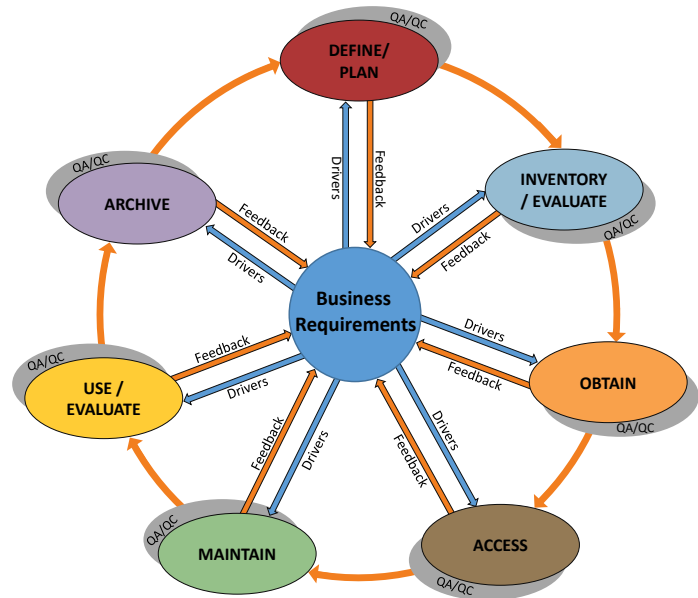 QA/QC
DEFINE/
PLAN
QA/QC
INVENTORY
/ EVALUATE
QA/QC
ARCHIVE
Drivers
Feedback
Feedback
Drivers
Drivers
Feedback
Business
Requirements
Drivers
Feedback
OBTAIN
QA/QC
QA/QC
USE /
EVALUATE
Feedback
Drivers
Feedback
Drivers
Feedback
Drivers
QA/QC
MAINTAIN
ACCESS
QA/QC